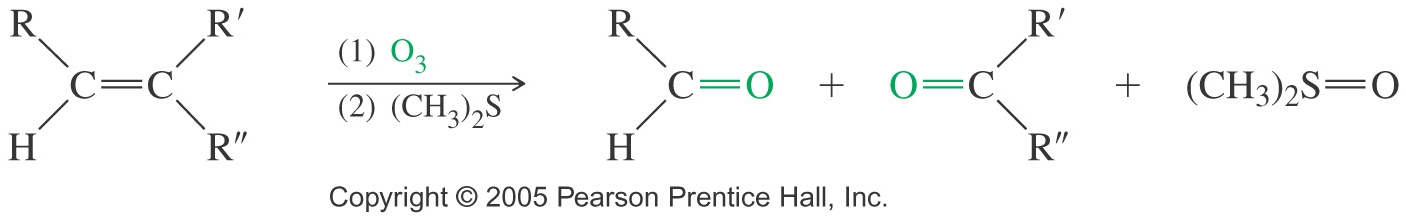 R R′ (1) O₃ R R′
C=C C=O + O=C + (CH₃)₂S=O
(2) (CH₃)₂S
H R″ H R″
Copyright © 2005 Pearson Prentice Hall, Inc.